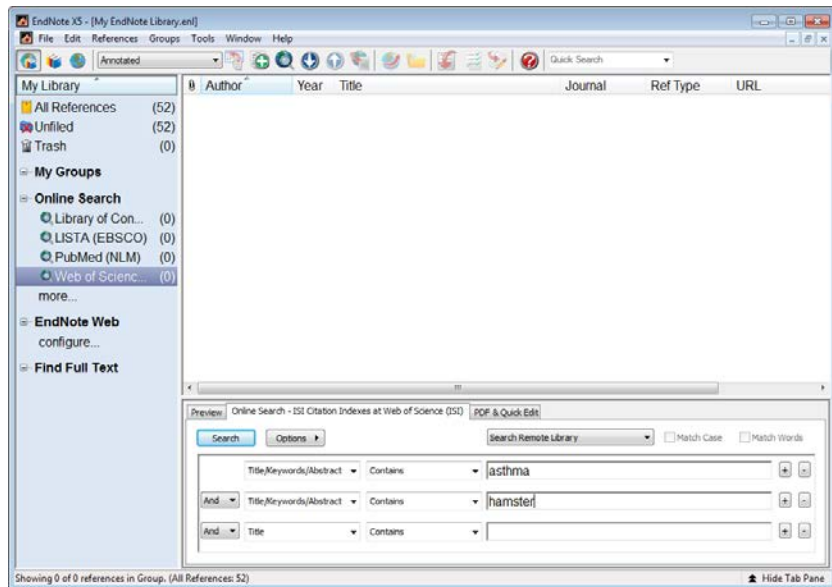 EndNote X5 - [My EndNote Library.enl]
File Edit References Groups Tools Window Help
Annotated Quick Search
My Library Author Year Title Journal Ref Type URL
All References (52)
Unfiled (52)
Trash (0)
My Groups
Online Search
Library of Con... (0)
LISTA (EBSCO) (0)
PubMed (NLM) (0)
Web of Scienc... (0)
more...
EndNote Web
configure...
Find Full Text
Preview Online Search - ISI Citation Indexes at Web of Science (ISI) PDF & Quick Edit
Search Options Search Remote Library Match Case Match Words
Title/Keywords/Abstract Contains asthma + -
And Title/Keywords/Abstract Contains hamster + -
And Title Contains + -
Showing 0 of 0 references in Group. (All References: 52) Hide Tab Pane